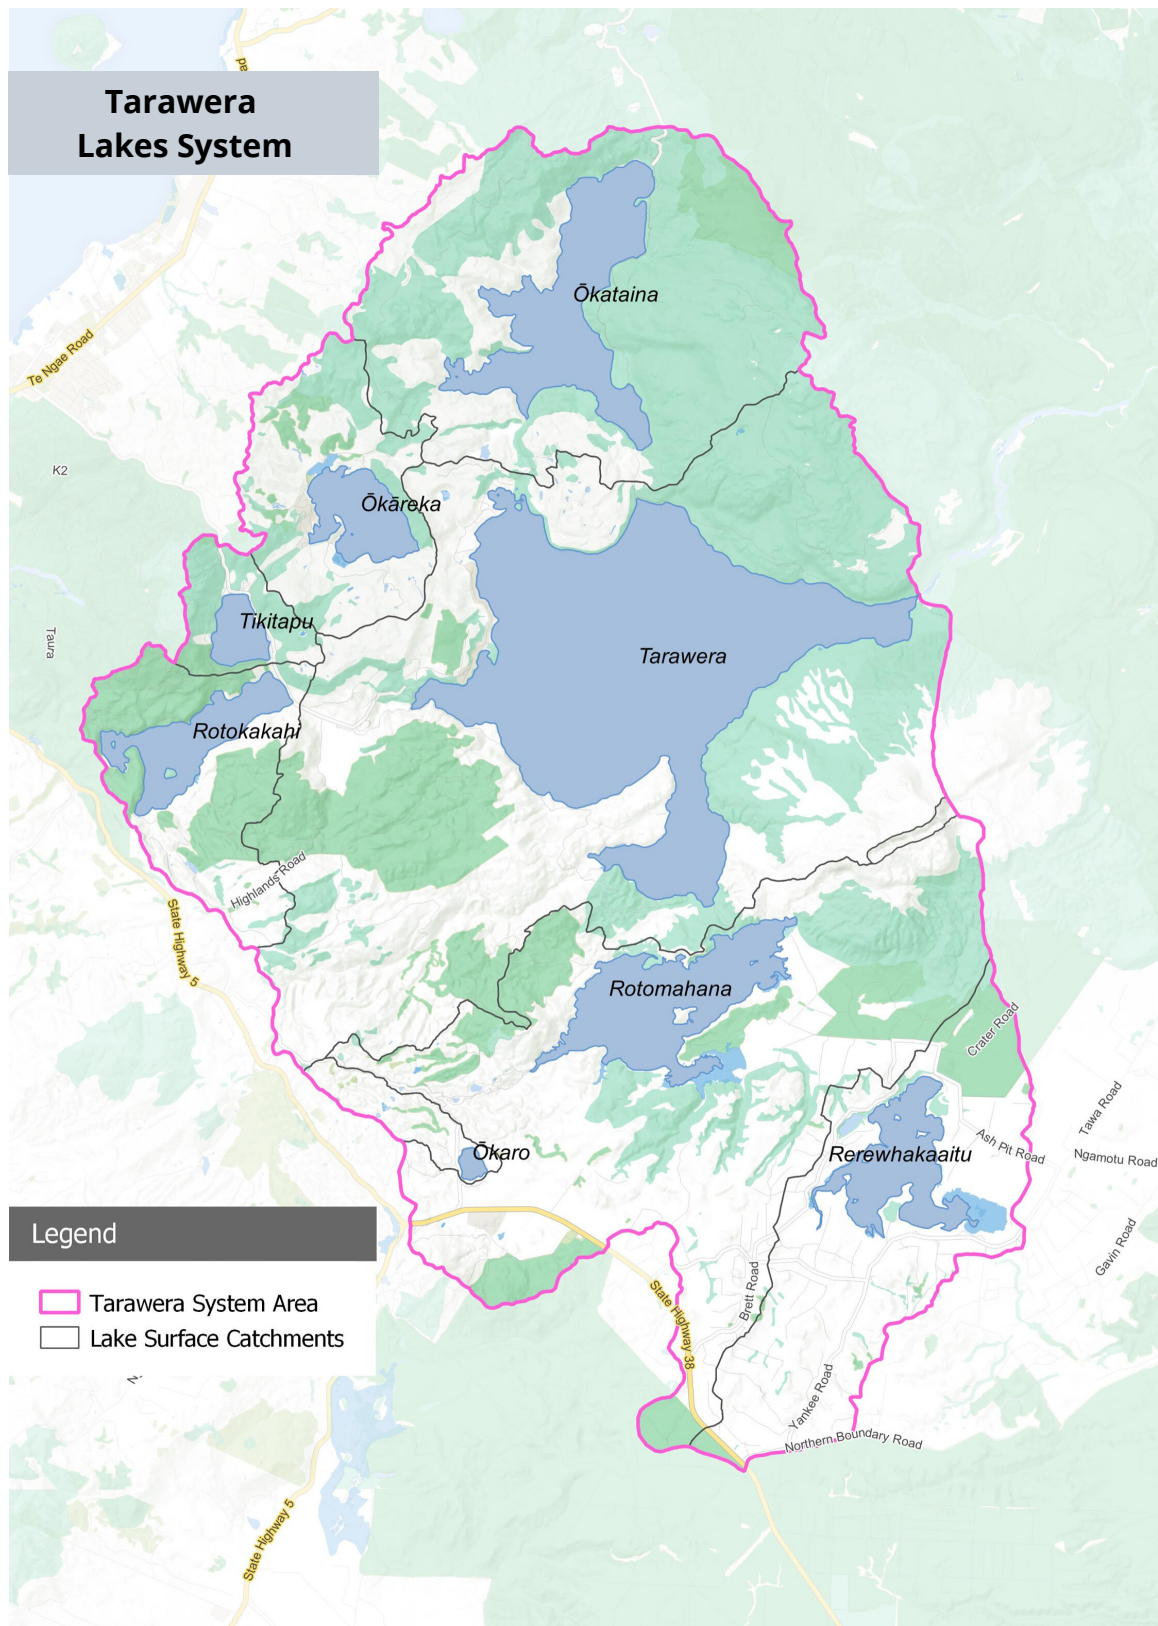 Tarawera
Lakes System
Ōkataina
Te Ngae Road
K2
Ōkāreka
Tikitapu
Taura
Tarawera
Rotokakahi
Highlands Road
State Highway 5
Rotomahana
Crater Road
Tawa Road
Ōkaro
Rerewhakaaitu
Ash Pit Road
Ngamotu Road
Gavin Road
Brett Road
State Highway 38
Yankee Road
Northern Boundary Road
State Highway 5
Legend
Tarawera System Area
Lake Surface Catchments